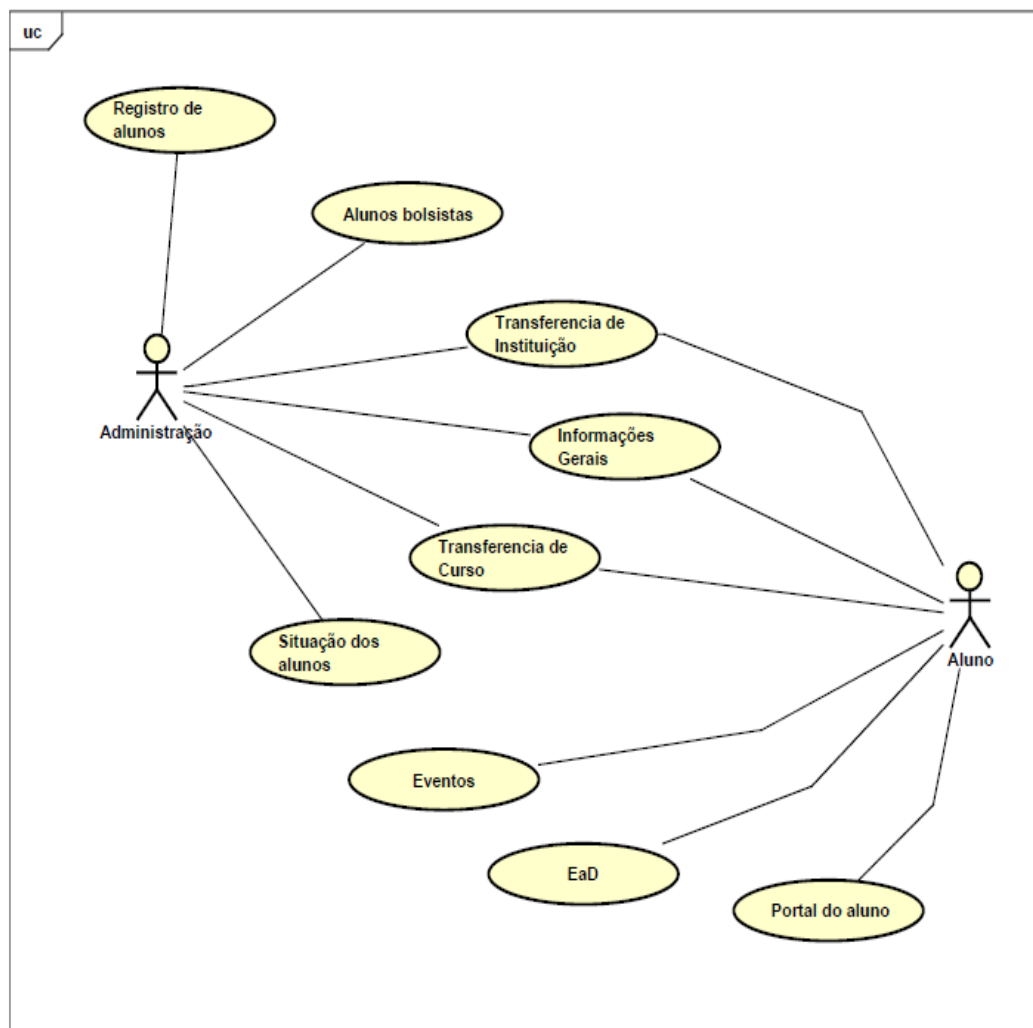 uc
Registro de
alunos
Alunos bolsistas
Transferencia de
Instituição
Administração
Informações
Gerais
Transferencia de
Curso
Situação dos
alunos
Aluno
Eventos
EaD
Portal do aluno